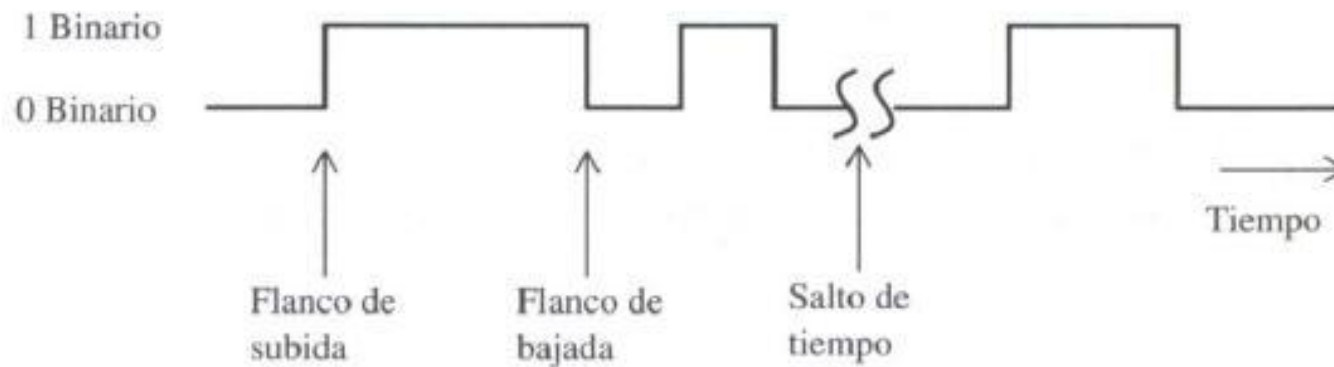 1 Binario
0 Binario
Tiempo
Flanco de
subida
Flanco de
bajada
Salto de
tiempo